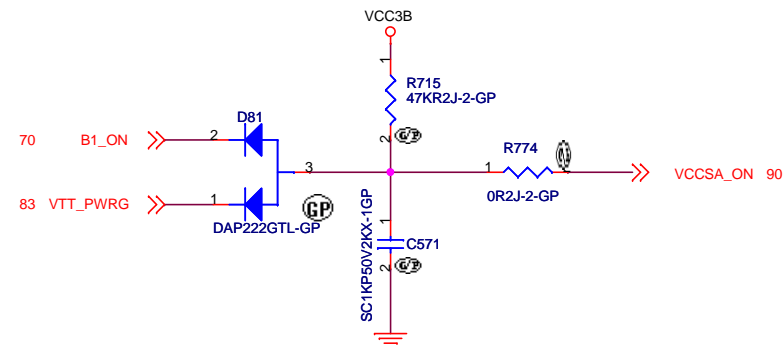 VCC3B
1
R715
47KR2J-2-GP
2
G/P
D81
70 B1_ON 2
3
83 VTT_PWRG 1
GP
DAP222GTL-GP
R774
1
0R2J-2-GP
VCCSA_ON 90
1
SC1KP50V2KX-1GP
C571
2
G/P